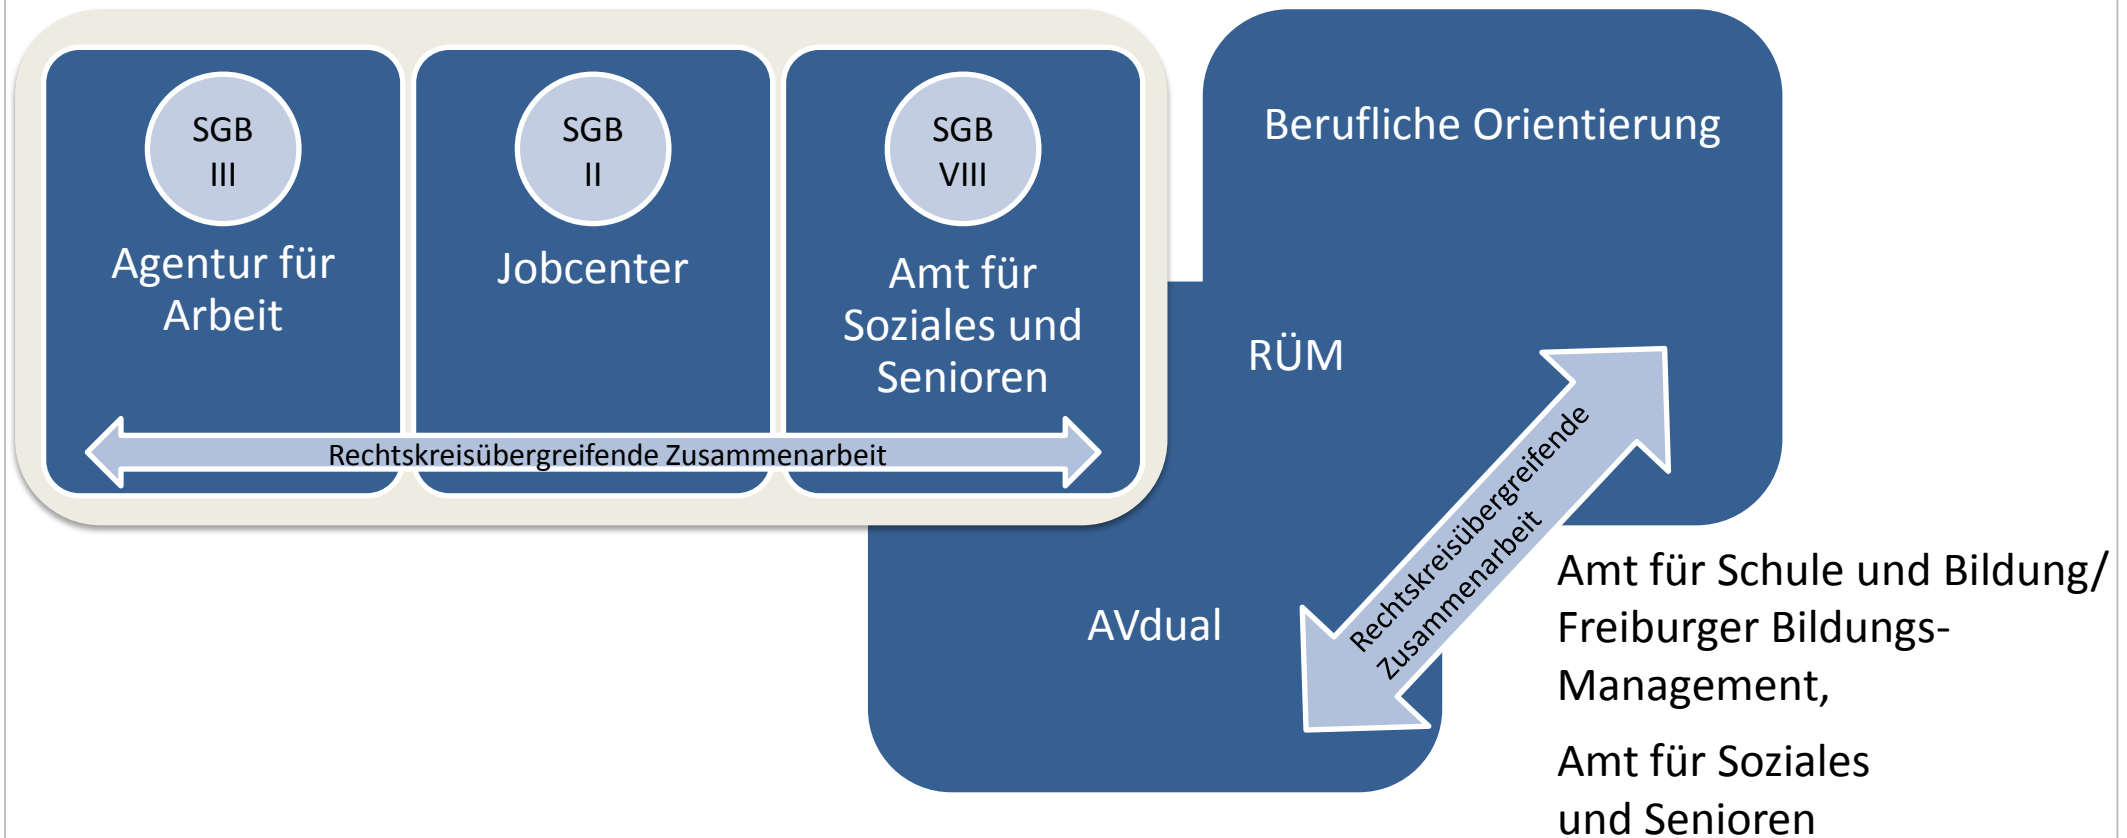 SGB
III
Agentur für
Arbeit
SGB
II
Jobcenter
SGB
VIII
Amt für
Soziales und
Senioren
Rechtskreisübergreifende Zusammenarbeit
Berufliche Orientierung
RÜM
AVdual
Rechtskreisübergreifende
Zusammenarbeit
Amt für Schule und Bildung/
Freiburger Bildungs-
Management,
Amt für Soziales
und Senioren